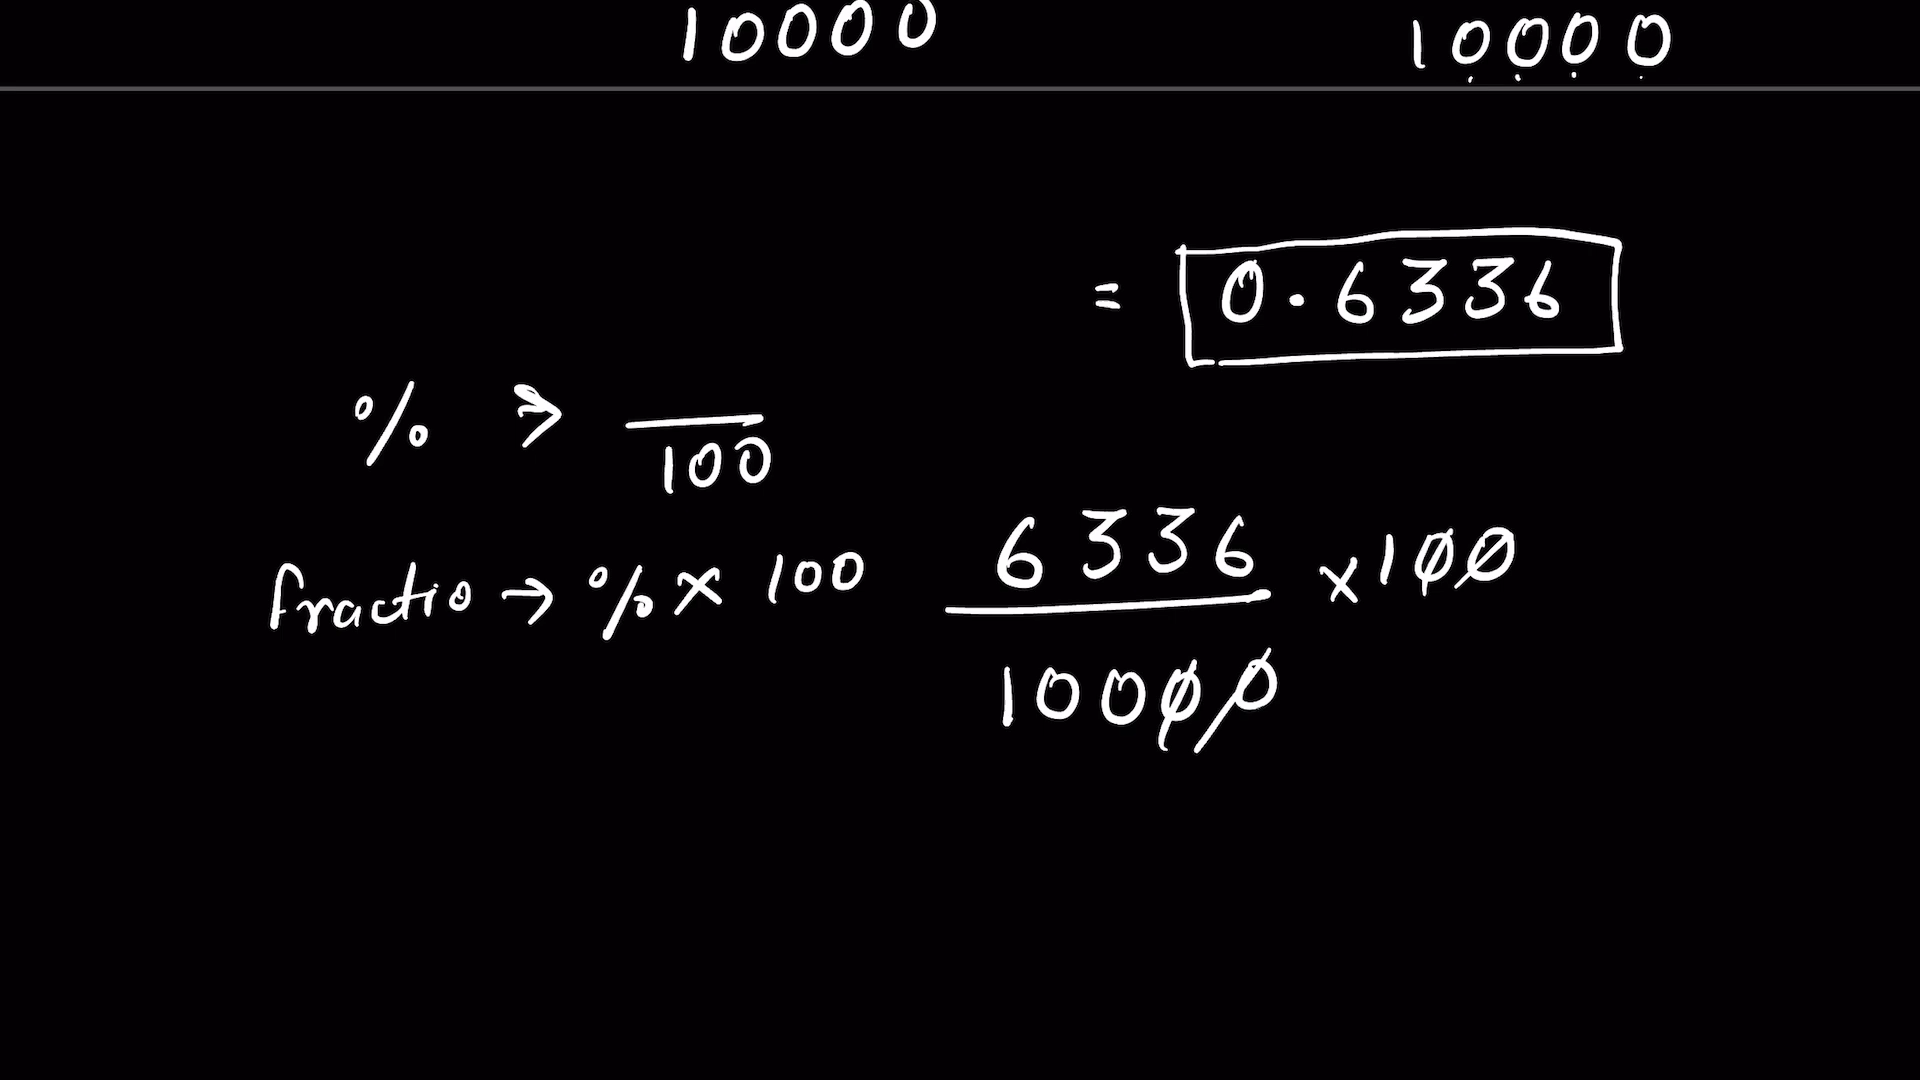 10000 10000
= 0.6336
% → /100
fractio → % × 100 6336/10000 × 100